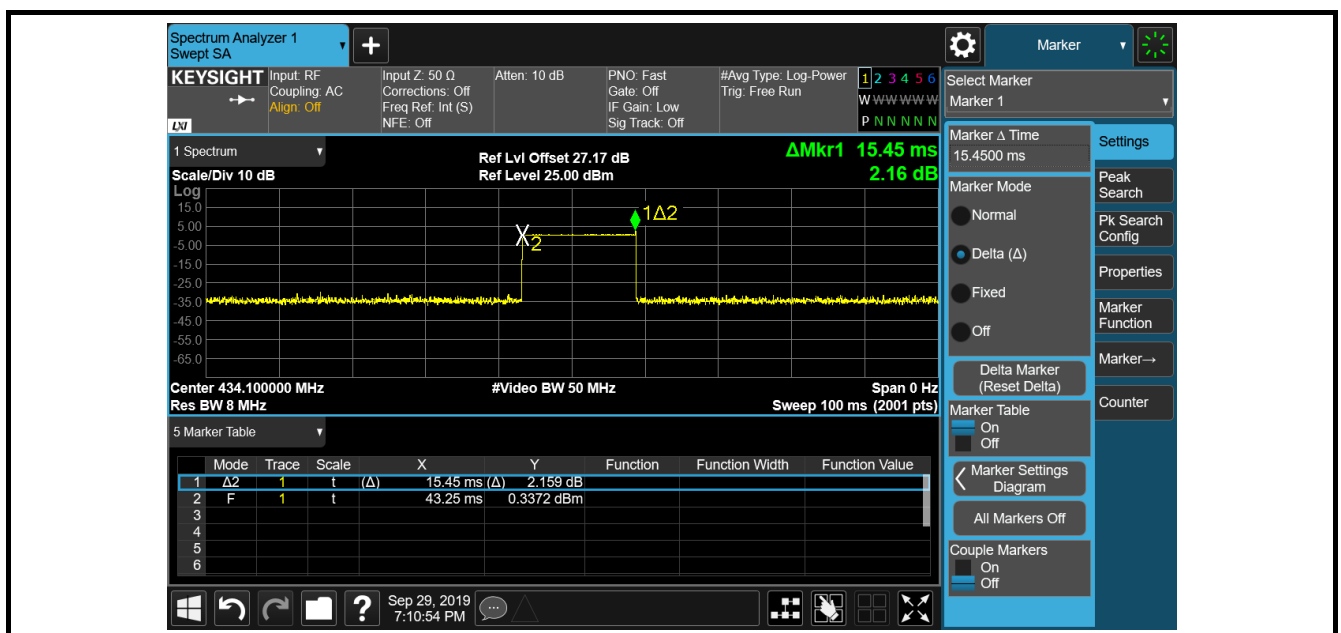 Spectrum Analyzer 1
Swept SA
Marker
KEYSIGHT
LXI
Input: RF
Coupling: AC
Align: Off
Input Z: 50 Ω
Corrections: Off
Freq Ref: Int (S)
NFE: Off
Atten: 10 dB
PNO: Fast
Gate: Off
IF Gain: Low
Sig Track: Off
#Avg Type: Log-Power
Trig: Free Run
1 2 3 4 5 6
W W W W W W
P N N N N N
Select Marker
Marker 1
1 Spectrum
Scale/Div 10 dB
Ref Lvl Offset 27.17 dB
Ref Level 25.00 dBm
ΔMkr1 15.45 ms
2.16 dB
Log
15.0
5.00
-5.00
-15.0
-25.0
-35.0
-45.0
-55.0
-65.0
1Δ2
2
Center 434.100000 MHz
Res BW 8 MHz
#Video BW 50 MHz
Span 0 Hz
Sweep 100 ms (2001 pts)
5 Marker Table
Mode Trace Scale X Y Function Function Width Function Value
1 Δ2 1 t (Δ) 15.45 ms (Δ) 2.159 dB
2 F 1 t 43.25 ms 0.3372 dBm
3
4
5
6
Marker Δ Time
15.4500 ms
Marker Mode
Normal
Delta (Δ)
Fixed
Off
Delta Marker
(Reset Delta)
Marker Table
On
Off
Marker Settings
Diagram
All Markers Off
Couple Markers
On
Off
Settings
Peak
Search
Pk Search
Config
Properties
Marker
Function
Marker→
Counter
Sep 29, 2019
7:10:54 PM